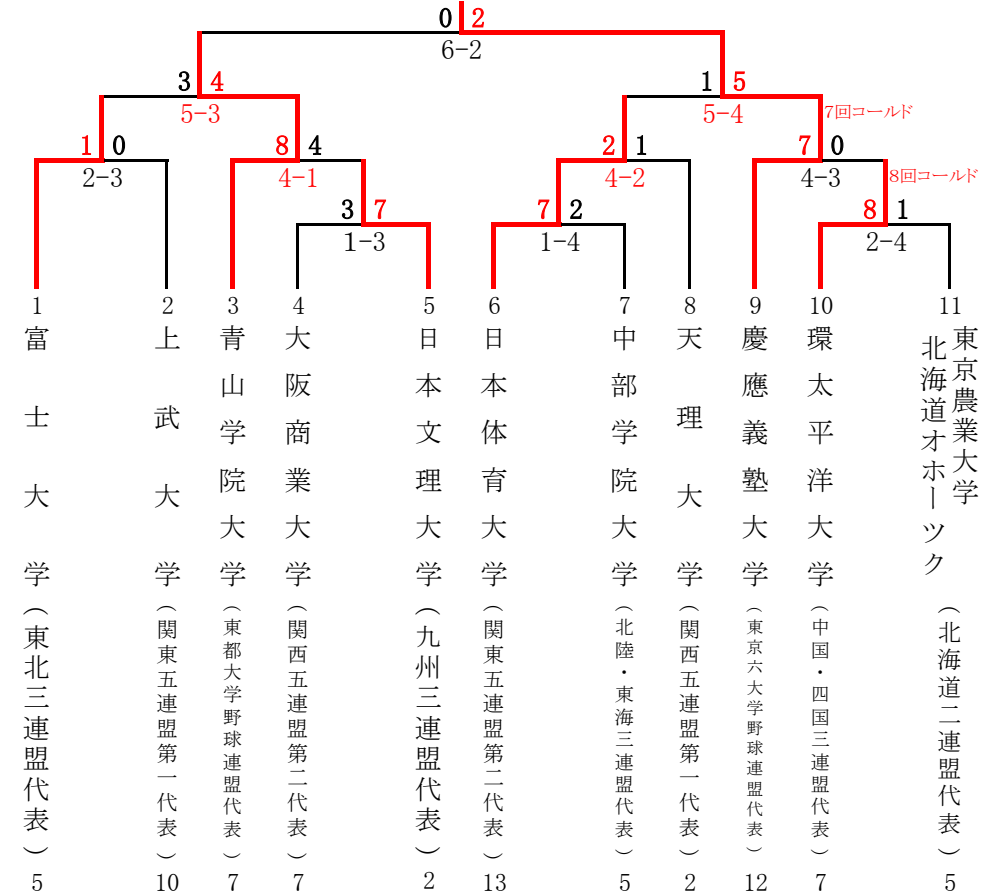 0 2
6-2
3 4
5-3
1 5
5-4
7回コールド
1 0
2-3
8 4
4-1
2 1
4-2
7 0
4-3
8回コールド
3 7
1-3
7 2
1-4
8 1
2-4
1
富士大学（東北三連盟代表）
5
2
上武大学（関東五連盟第一代表）
10
3
青山学院大学（東都大学野球連盟代表）
7
4
大阪商業大学（関西五連盟第二代表）
7
5
日本文理大学（九州三連盟代表）
2
6
日本体育大学（関東五連盟第二代表）
13
7
中部学院大学（北陸・東海三連盟代表）
5
8
天理大学（関西五連盟第一代表）
2
9
慶應義塾大学（東京六大学野球連盟代表）
12
10
環太平洋大学（中国・四国三連盟代表）
7
11
東京農業大学
北海道オホーツク
（北海道二連盟代表）
5